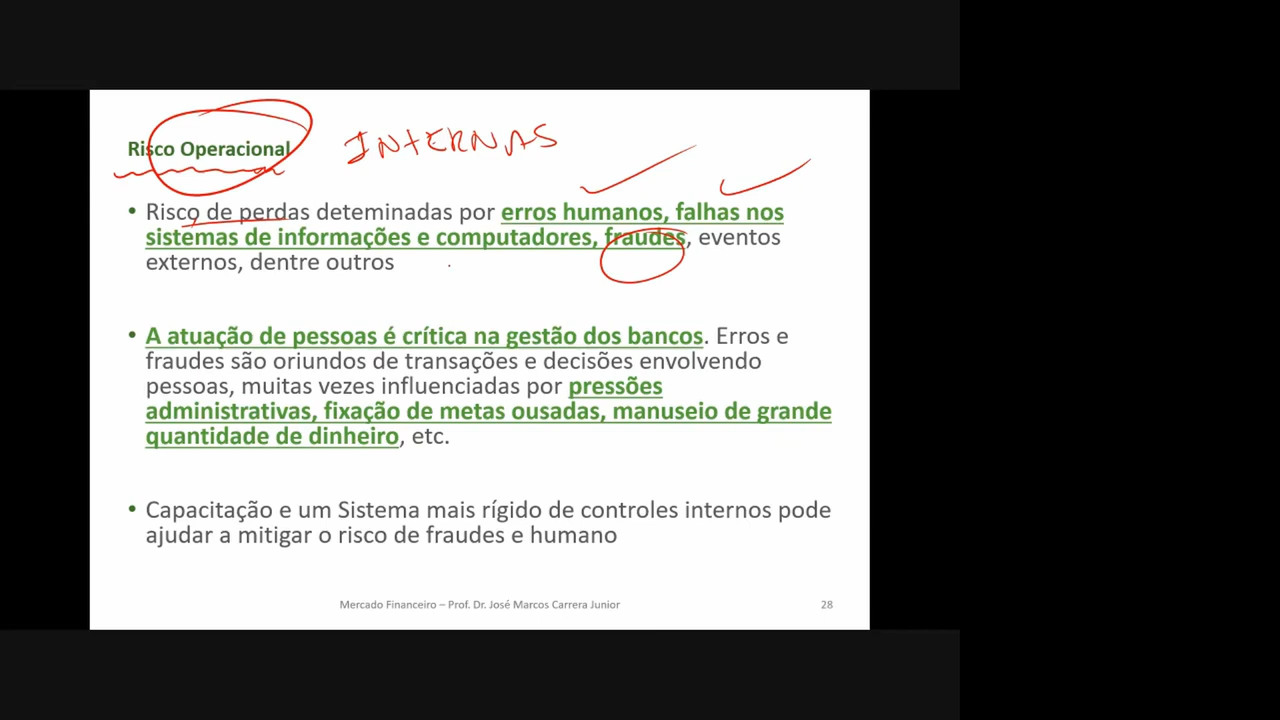 Risco Operacional INTERNAS
• Risco de perdas deteminadas por erros humanos, falhas nos
sistemas de informações e computadores, fraudes, eventos
externos, dentre outros
• A atuação de pessoas é crítica na gestão dos bancos. Erros e
fraudes são oriundos de transações e decisões envolvendo
pessoas, muitas vezes influenciadas por pressões
administrativas, fixação de metas ousadas, manuseio de grande
quantidade de dinheiro, etc.
• Capacitação e um Sistema mais rígido de controles internos pode
ajudar a mitigar o risco de fraudes e humano
Mercado Financeiro – Prof. Dr. José Marcos Carrera Junior 28